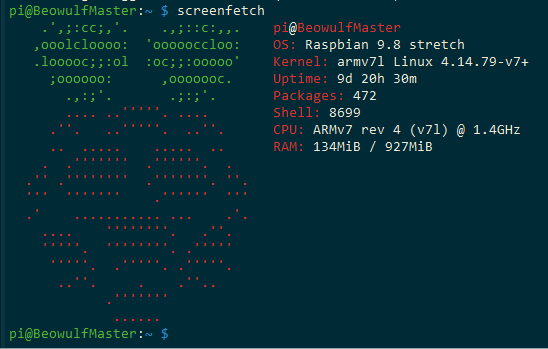 pi@BeowulfMaster:~ $ screenfetch
pi@BeowulfMaster
OS: Raspbian 9.8 stretch
Kernel: armv7l Linux 4.14.79-v7+
Uptime: 9d 20h 30m
Packages: 472
Shell: 8699
CPU: ARMv7 rev 4 (v7l) @ 1.4GHz
RAM: 134MiB / 927MiB
pi@BeowulfMaster:~ $